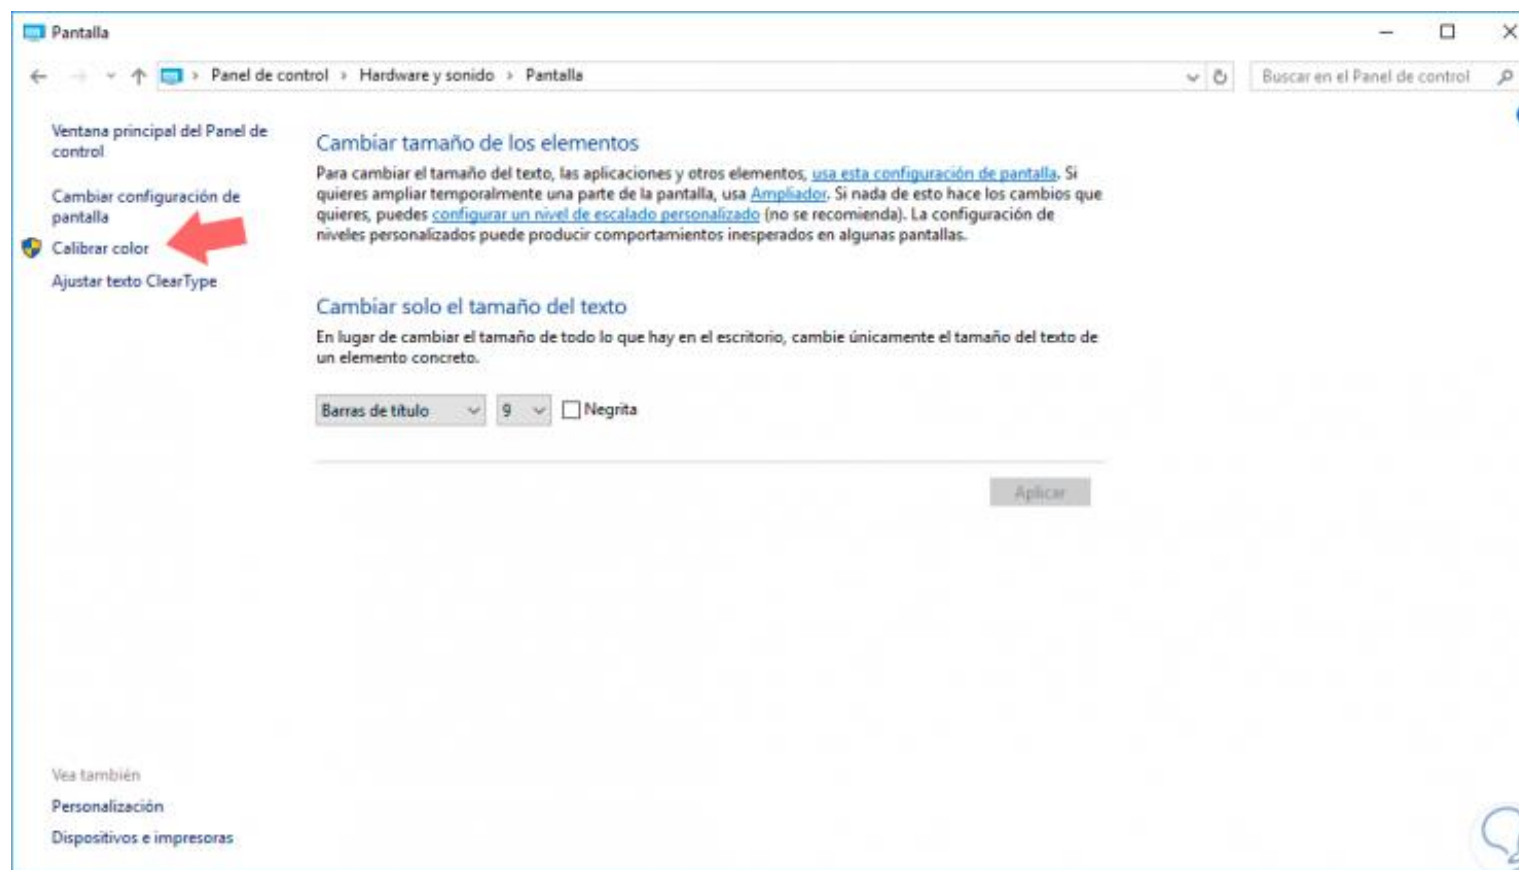 Pantalla
Panel de control › Hardware y sonido › Pantalla
Buscar en el Panel de control
Ventana principal del Panel de
control
Cambiar configuración de
pantalla
Calibrar color
Ajustar texto ClearType
Cambiar tamaño de los elementos
Para cambiar el tamaño del texto, las aplicaciones y otros elementos, usa esta configuración de pantalla. Si
quieres ampliar temporalmente una parte de la pantalla, usa Ampliador. Si nada de esto hace los cambios que
quieres, puedes configurar un nivel de escalado personalizado (no se recomienda). La configuración de
niveles personalizados puede producir comportamientos inesperados en algunas pantallas.
Cambiar solo el tamaño del texto
En lugar de cambiar el tamaño de todo lo que hay en el escritorio, cambie únicamente el tamaño del texto de
un elemento concreto.
Barras de título 9 Negrita
Aplicar
Vea también
Personalización
Dispositivos e impresoras